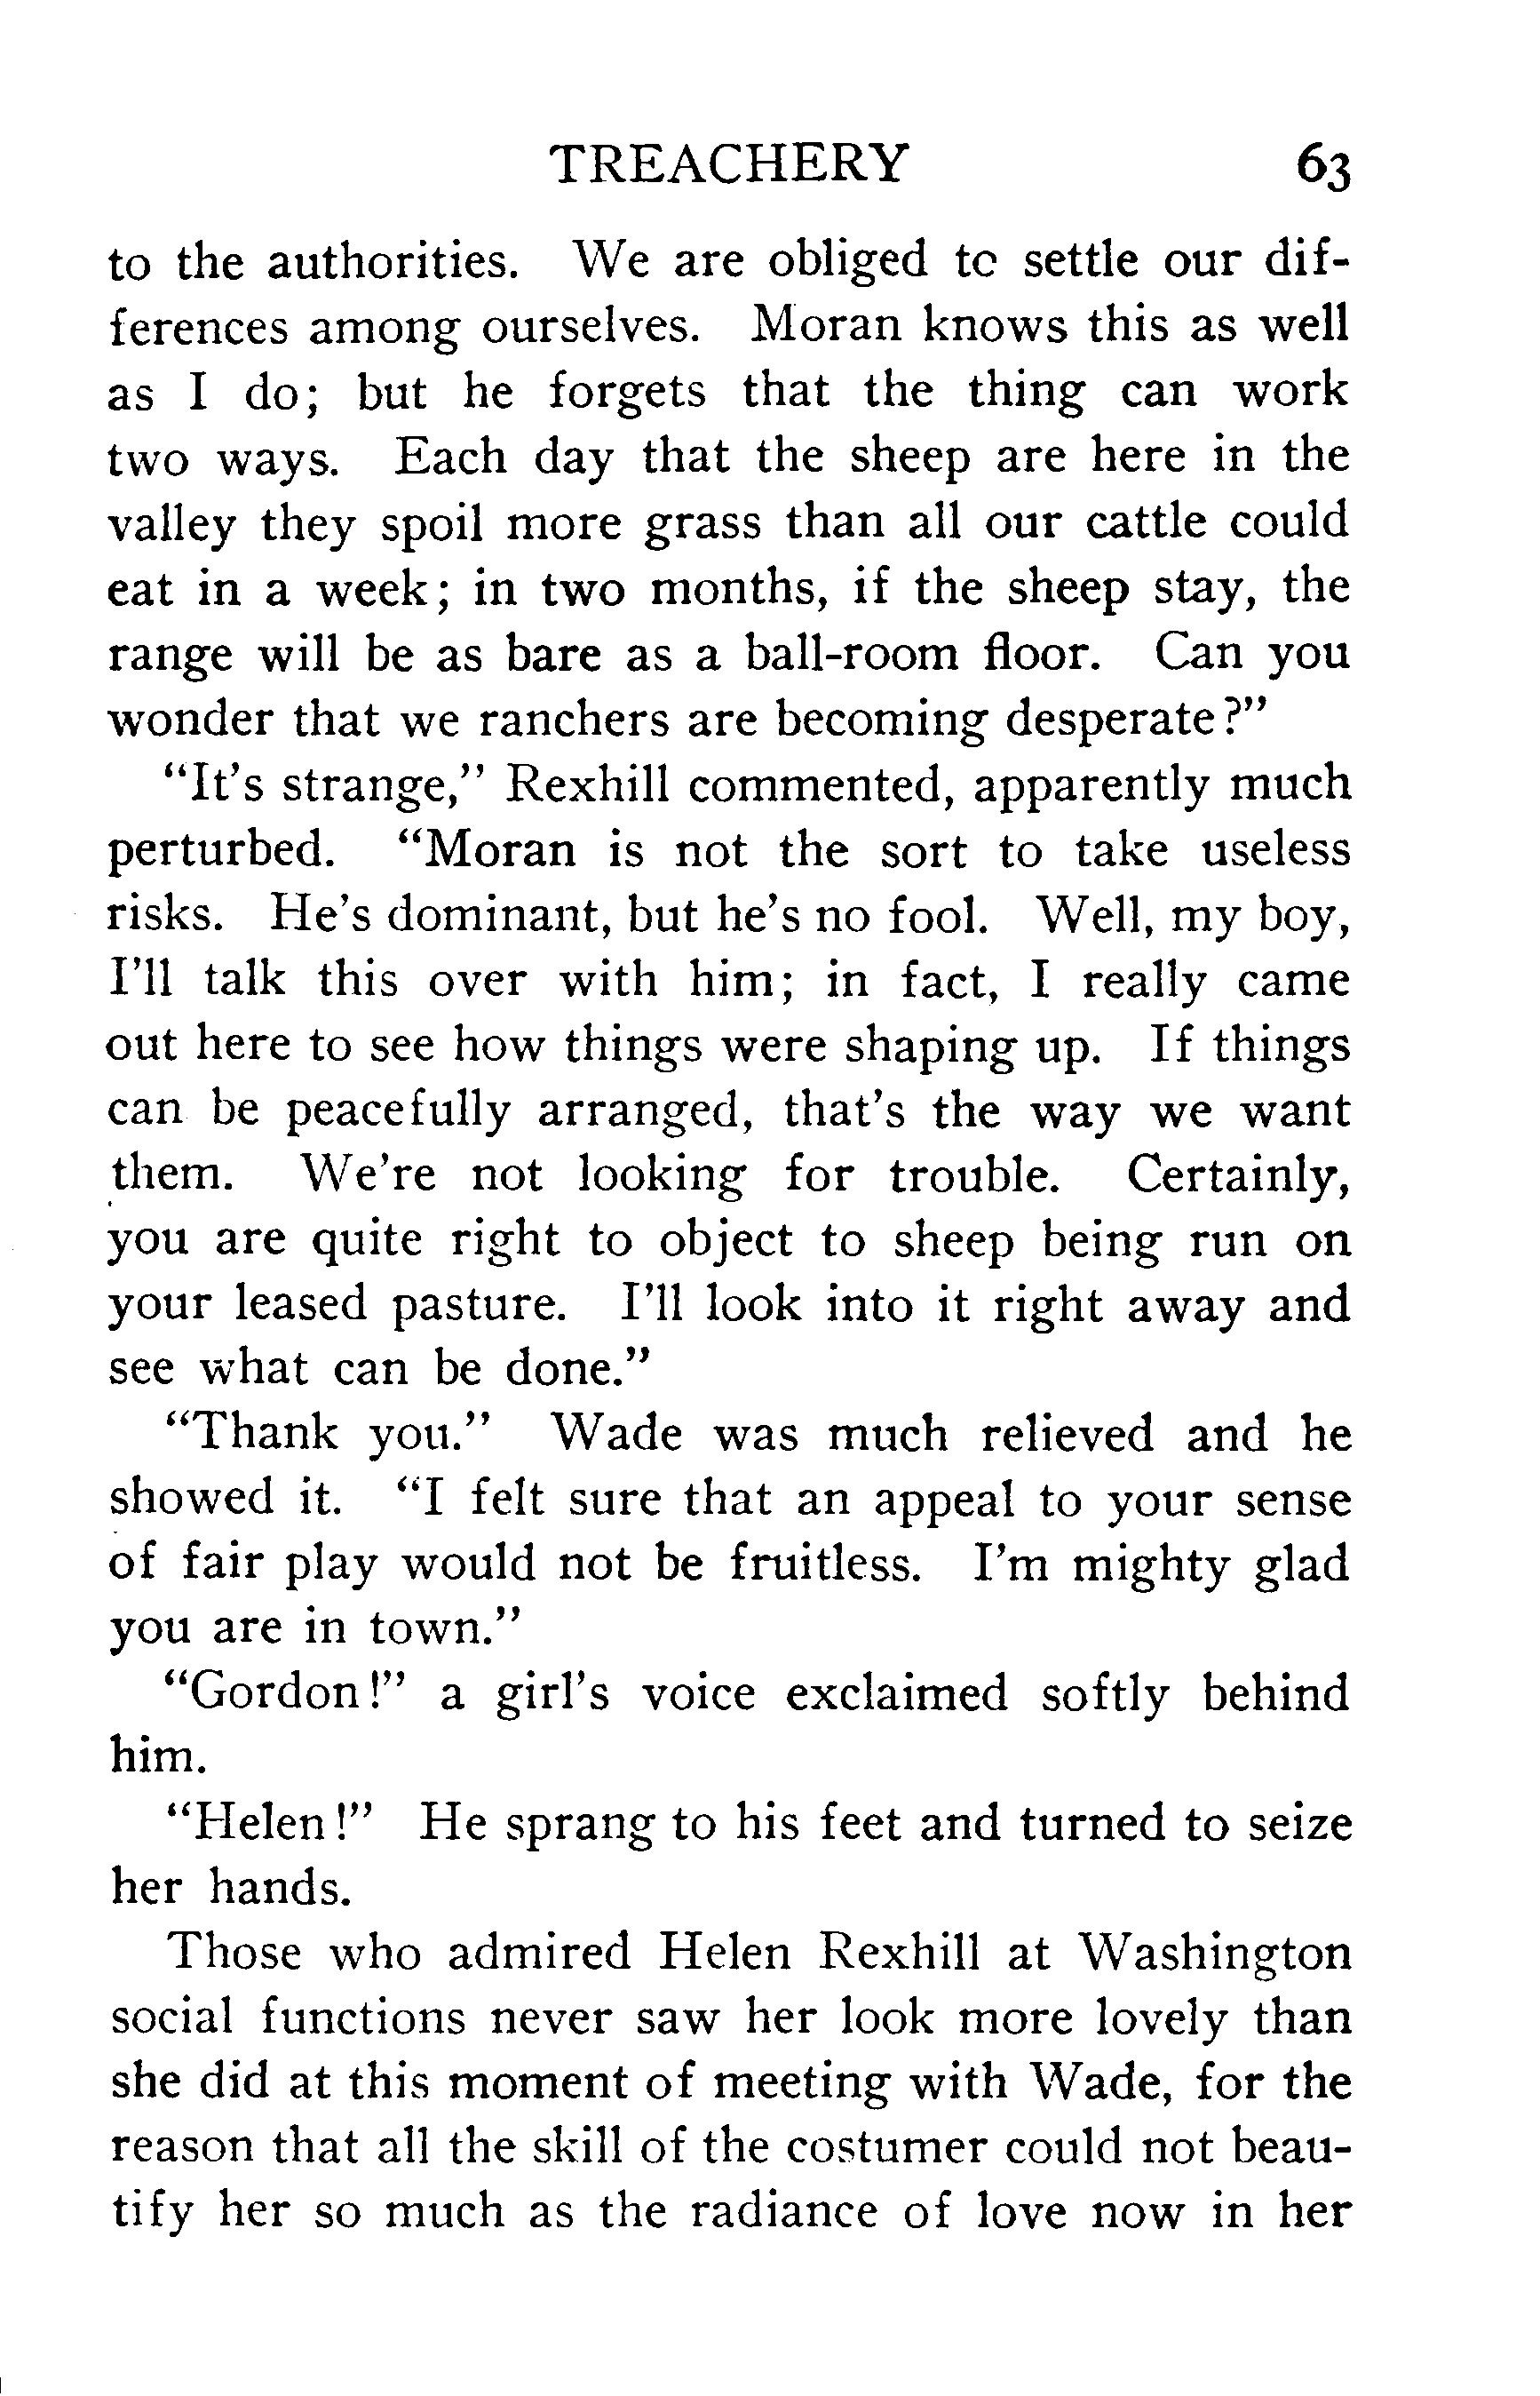 TREACHERY 63
to the authorities. We are obliged to settle our dif-
ferences among ourselves. Moran knows this as well
as I do; but he forgets that the thing can work
two ways. Each day that the sheep are here in the
valley they spoil more grass than all our cattle could
eat in a week; in two months, if the sheep stay, the
range will be as bare as a ball-room floor. Can you
wonder that we ranchers are becoming desperate?"
"It's strange," Rexhill commented, apparently much
perturbed. "Moran is not the sort to take useless
risks. He's dominant, but he's no fool. Well, my boy,
I'll talk this over with him; in fact, I really came
out here to see how things were shaping up. If things
can be peacefully arranged, that's the way we want
them. We're not looking for trouble. Certainly,
you are quite right to object to sheep being run on
your leased pasture. I'll look into it right away and
see what can be done."
"Thank you." Wade was much relieved and he
showed it. "I felt sure that an appeal to your sense
of fair play would not be fruitless. I'm mighty glad
you are in town."
"Gordon!" a girl's voice exclaimed softly behind
him.
"Helen!" He sprang to his feet and turned to seize
her hands.
Those who admired Helen Rexhill at Washington
social functions never saw her look more lovely than
she did at this moment of meeting with Wade, for the
reason that all the skill of the costumer could not beau-
tify her so much as the radiance of love now in her